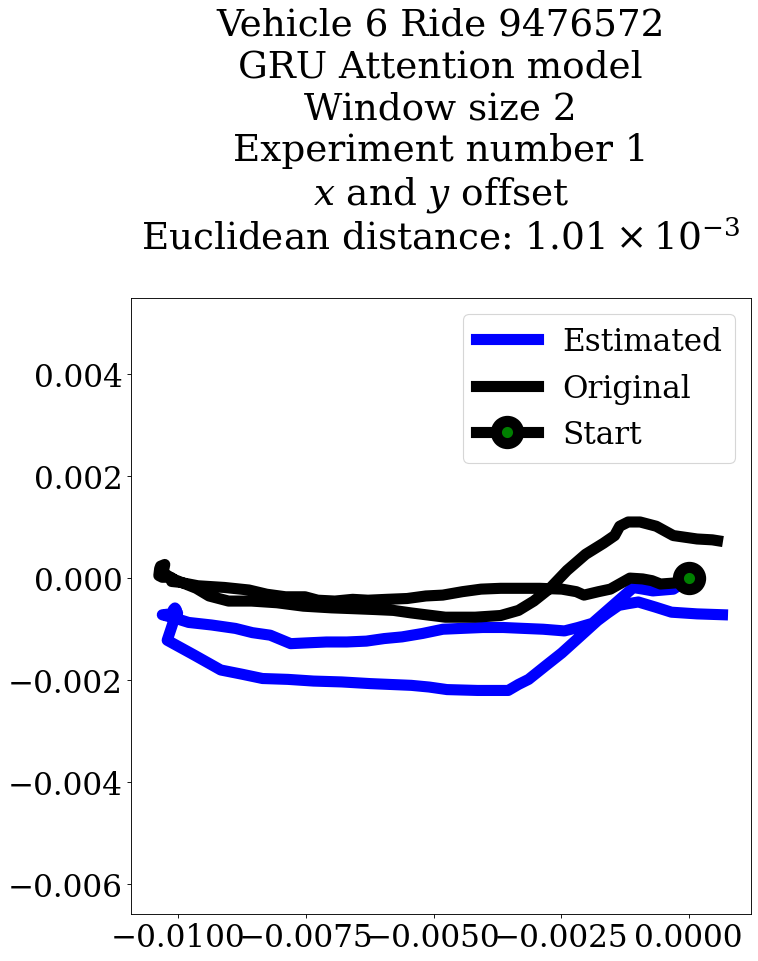 Vehicle 6 Ride 9476572
GRU Attention model
Window size 2
Experiment number 1
x and y offset
Euclidean distance: 1.01 × 10⁻³
Estimated
Original
Start
0.004
0.002
0.000
−0.002
−0.004
−0.006
−0.0100 −0.0075 −0.0050 −0.0025 0.0000